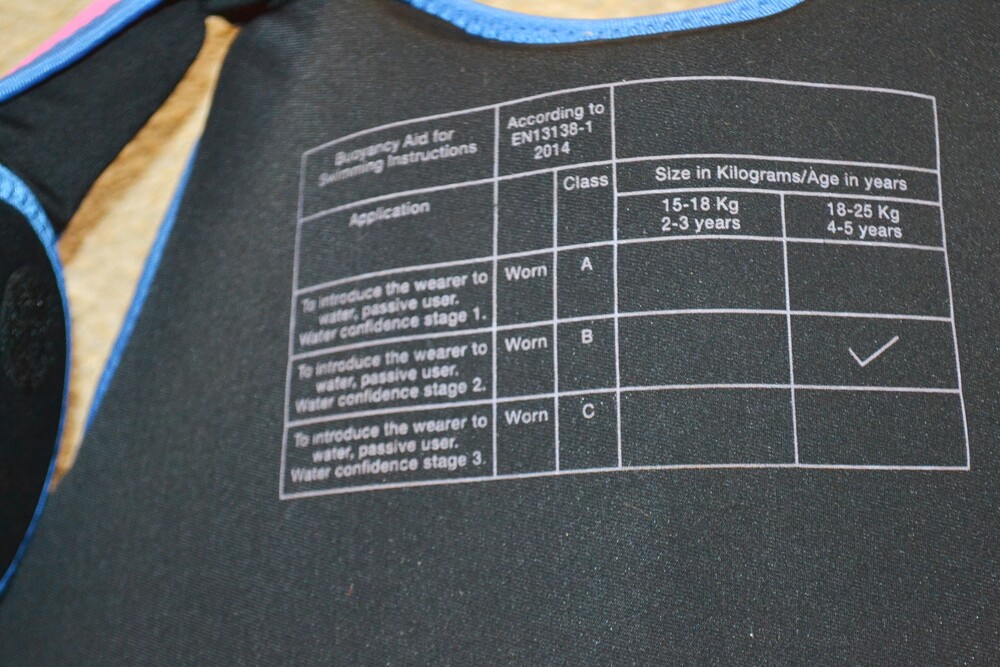 Buoyancy Aid for
Swimming Instructions
According to
EN13138-1
2014
Application
Class
Size in Kilograms/Age in years
15-18 Kg
2-3 years
18-25 Kg
4-5 years
To introduce the wearer to
water, passive user.
Water confidence stage 1.
Worn
A
To introduce the wearer to
water, passive user.
Water confidence stage 2.
Worn
B
✓
To introduce the wearer to
water, passive user.
Water confidence stage 3.
Worn
C